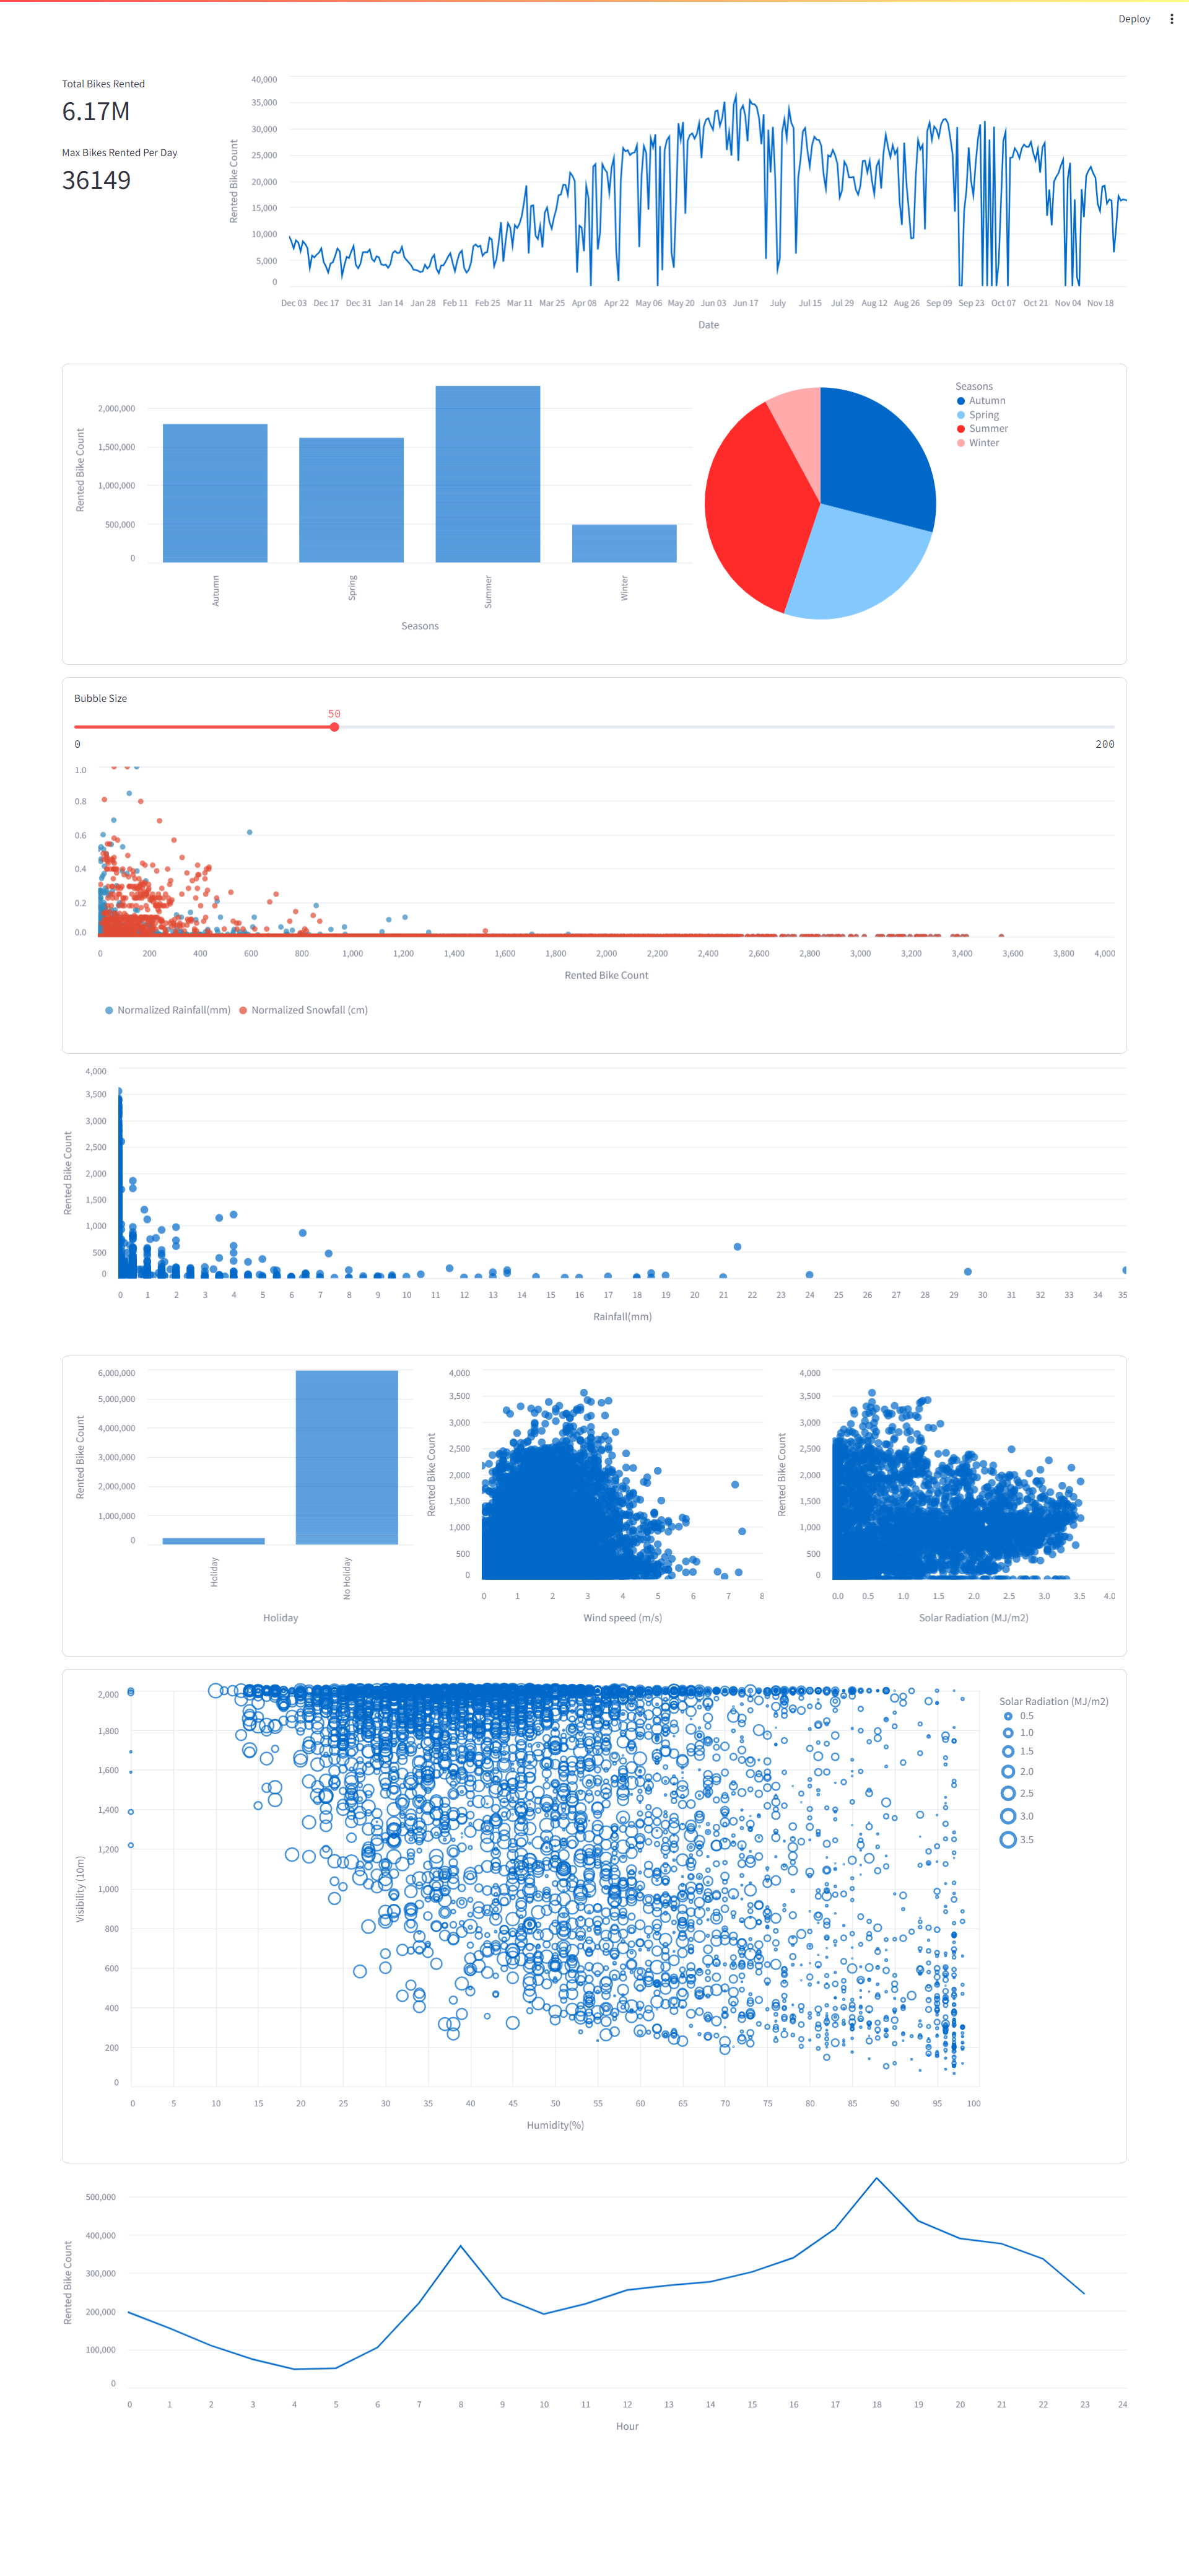 Deploy
Total Bikes Rented
6.17M
Max Bikes Rented Per Day
36149
Rented Bike Count
40,000
35,000
30,000
25,000
20,000
15,000
10,000
5,000
0
Dec 03 Dec 17 Dec 31 Jan 14 Jan 28 Feb 11 Feb 25 Mar 11 Mar 25 Apr 08 Apr 22 May 06 May 20 Jun 03 Jun 17 July Jul 15 Jul 29 Aug 12 Aug 26 Sep 09 Sep 23 Oct 07 Oct 21 Nov 04 Nov 18
Date
Rented Bike Count
2,000,000
1,500,000
1,000,000
500,000
0
Autumn Spring Summer Winter
Seasons
Seasons
Autumn
Spring
Summer
Winter
Bubble Size
50
0 200
1.0
0.8
0.6
0.4
0.2
0.0
0 200 400 600 800 1,000 1,200 1,400 1,600 1,800 2,000 2,200 2,400 2,600 2,800 3,000 3,200 3,400 3,600 3,800 4,000
Rented Bike Count
Normalized Rainfall(mm) Normalized Snowfall (cm)
Rented Bike Count
4,000
3,500
3,000
2,500
2,000
1,500
1,000
500
0
0 1 2 3 4 5 6 7 8 9 10 11 12 13 14 15 16 17 18 19 20 21 22 23 24 25 26 27 28 29 30 31 32 33 34 35
Rainfall(mm)
Rented Bike Count
6,000,000
5,000,000
4,000,000
3,000,000
2,000,000
1,000,000
0
Holiday No Holiday
Holiday
Rented Bike Count
4,000
3,500
3,000
2,500
2,000
1,500
1,000
500
0
0 1 2 3 4 5 6 7 8
Wind speed (m/s)
Rented Bike Count
4,000
3,500
3,000
2,500
2,000
1,500
1,000
500
0
0.0 0.5 1.0 1.5 2.0 2.5 3.0 3.5 4.0
Solar Radiation (MJ/m2)
Visibility (10m)
2,000
1,800
1,600
1,400
1,200
1,000
800
600
400
200
0
0 5 10 15 20 25 30 35 40 45 50 55 60 65 70 75 80 85 90 95 100
Humidity(%)
Solar Radiation (MJ/m2)
0.5
1.0
1.5
2.0
2.5
3.0
3.5
Rented Bike Count
500,000
400,000
300,000
200,000
100,000
0
0 1 2 3 4 5 6 7 8 9 10 11 12 13 14 15 16 17 18 19 20 21 22 23 24
Hour